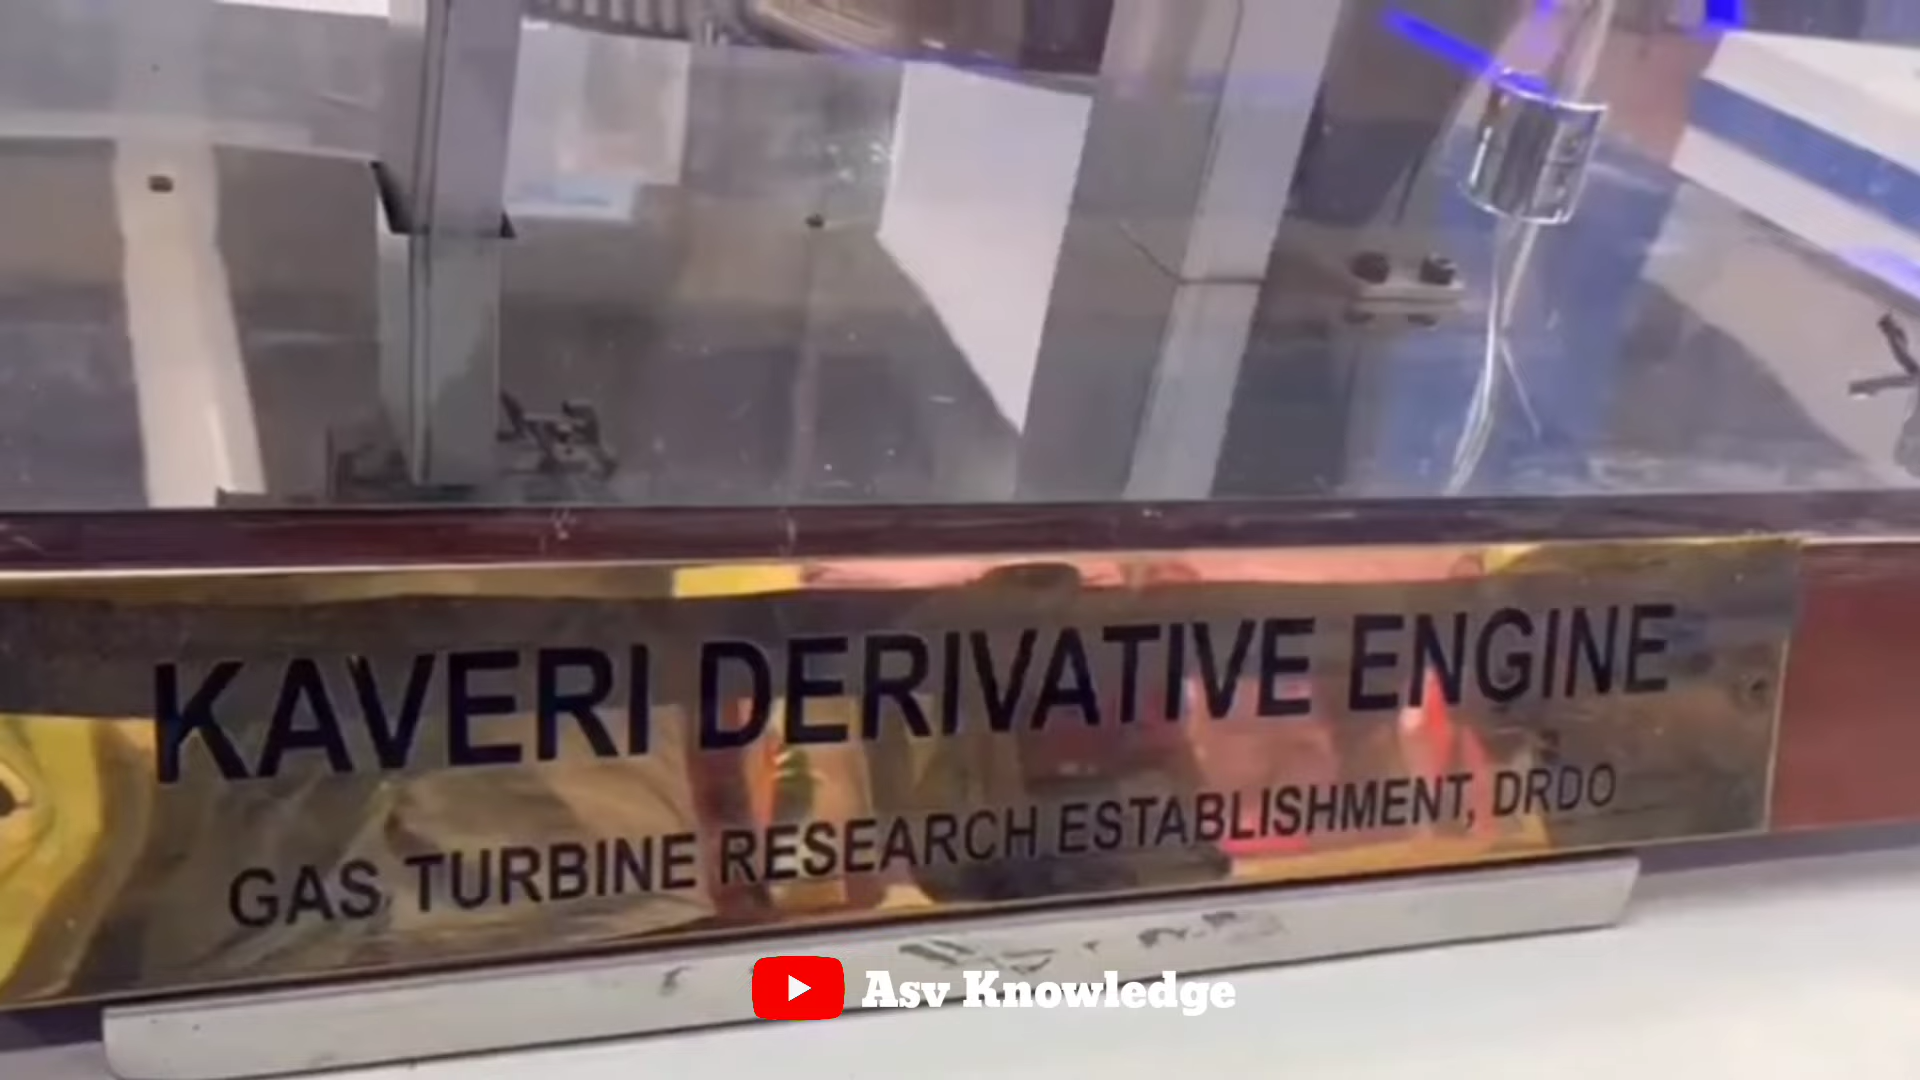 KAVERI DERIVATIVE ENGINE
GAS TURBINE RESEARCH ESTABLISHMENT, DRDO
Asv Knowledge